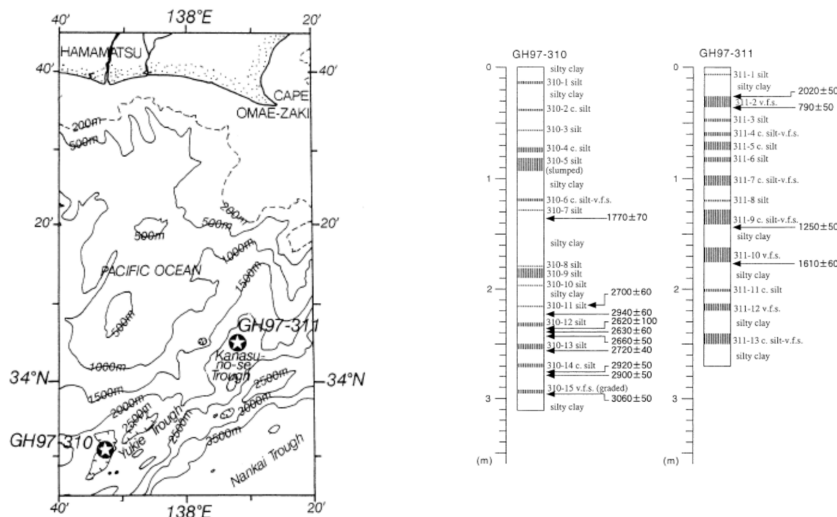 40′
138°E
20′
HAMAMATSU
40′
40′
CAPE
OMAE-ZAKI
200m
500m
20′
200m
20′
500m
500m
1000m
1500m
PACIFIC OCEAN
500m
GH97-311
Kanasu-
no-se
Trough
1000m
34°N
34°N
1500m
2000m
2500m
2500m
3000m
2500m
3500m
Yukie Trough
GH97-310
Nankai Trough
40′
138°E
20′
GH97-310
0
silty clay
310-1 silt
silty clay
310-2 c. silt
310-3 silt
310-4 c. silt
310-5 silt
(slumped)
1
silty clay
310-6 c. silt-v.f.s.
310-7 silt
1770±70
silty clay
310-8 silt
310-9 silt
310-10 silt
2
silty clay
2700±60
310-11 silt
2940±60
310-12 silt
2620±100
2630±60
2660±50
310-13 silt
2720±40
310-14 c. silt
2920±50
2900±50
310-15 v.f.s. (graded)
3
3060±50
silty clay
(m)
GH97-311
0
311-1 silt
silty clay
2020±50
311-2 v.f.s.
790±50
311-3 silt
311-4 c. silt-v.f.s.
311-5 c. silt
311-6 silt
1
311-7 c. silt-v.f.s.
311-8 silt
311-9 c. silt-v.f.s.
1250±50
silty clay
311-10 v.f.s.
1610±60
silty clay
2
311-11 c. silt
311-12 v.f.s.
silty clay
311-13 c. silt-v.f.s.
silty clay
3
(m)